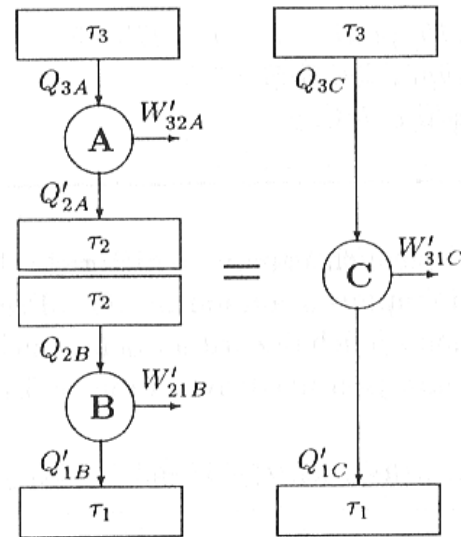 τ₃
Q₃A
W′₃₂A
A
Q′₂A
τ₂
τ₂
Q₂B
W′₂₁B
B
Q′₁B
τ₁
=
τ₃
Q₃C
W′₃₁C
C
Q′₁C
τ₁